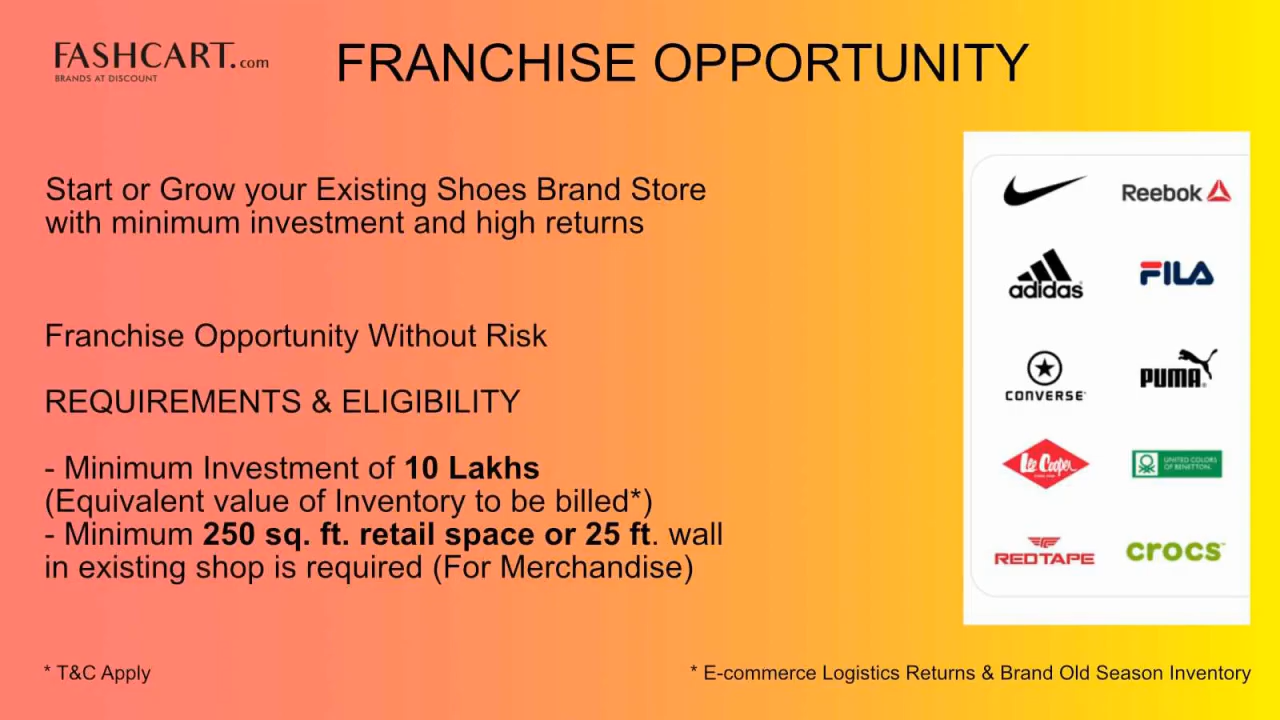 FASHCART.com
BRANDS AT DISCOUNT
FRANCHISE OPPORTUNITY
Start or Grow your Existing Shoes Brand Store
with minimum investment and high returns
Franchise Opportunity Without Risk
REQUIREMENTS & ELIGIBILITY
- Minimum Investment of 10 Lakhs
(Equivalent value of Inventory to be billed*)
- Minimum 250 sq. ft. retail space or 25 ft. wall
in existing shop is required (For Merchandise)
Reebok
adidas
FILA
CONVERSE
PUMA
Lee Cooper
UNITED COLORS
OF BENETTON.
REDTAPE
crocs
* T&C Apply
* E-commerce Logistics Returns & Brand Old Season Inventory